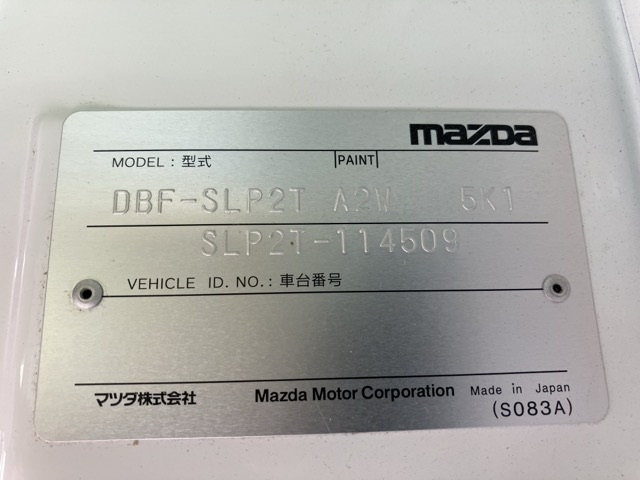 mazda
MODEL : 型式 PAINT
DBF-SLP2T A2W 5K1
SLP2T-114509
VEHICLE ID. NO. : 車台番号
マツダ株式会社 Mazda Motor Corporation Made in Japan
(S083A)